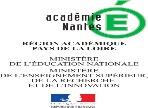 académie
Nantes
RÉGION ACADÉMIQUE
PAYS DE LA LOIRE
MINISTÈRE
DE L'ÉDUCATION NATIONALE
MINISTÈRE
DE L'ENSEIGNEMENT SUPÉRIEUR,
DE LA RECHERCHE
ET DE L'INNOVATION